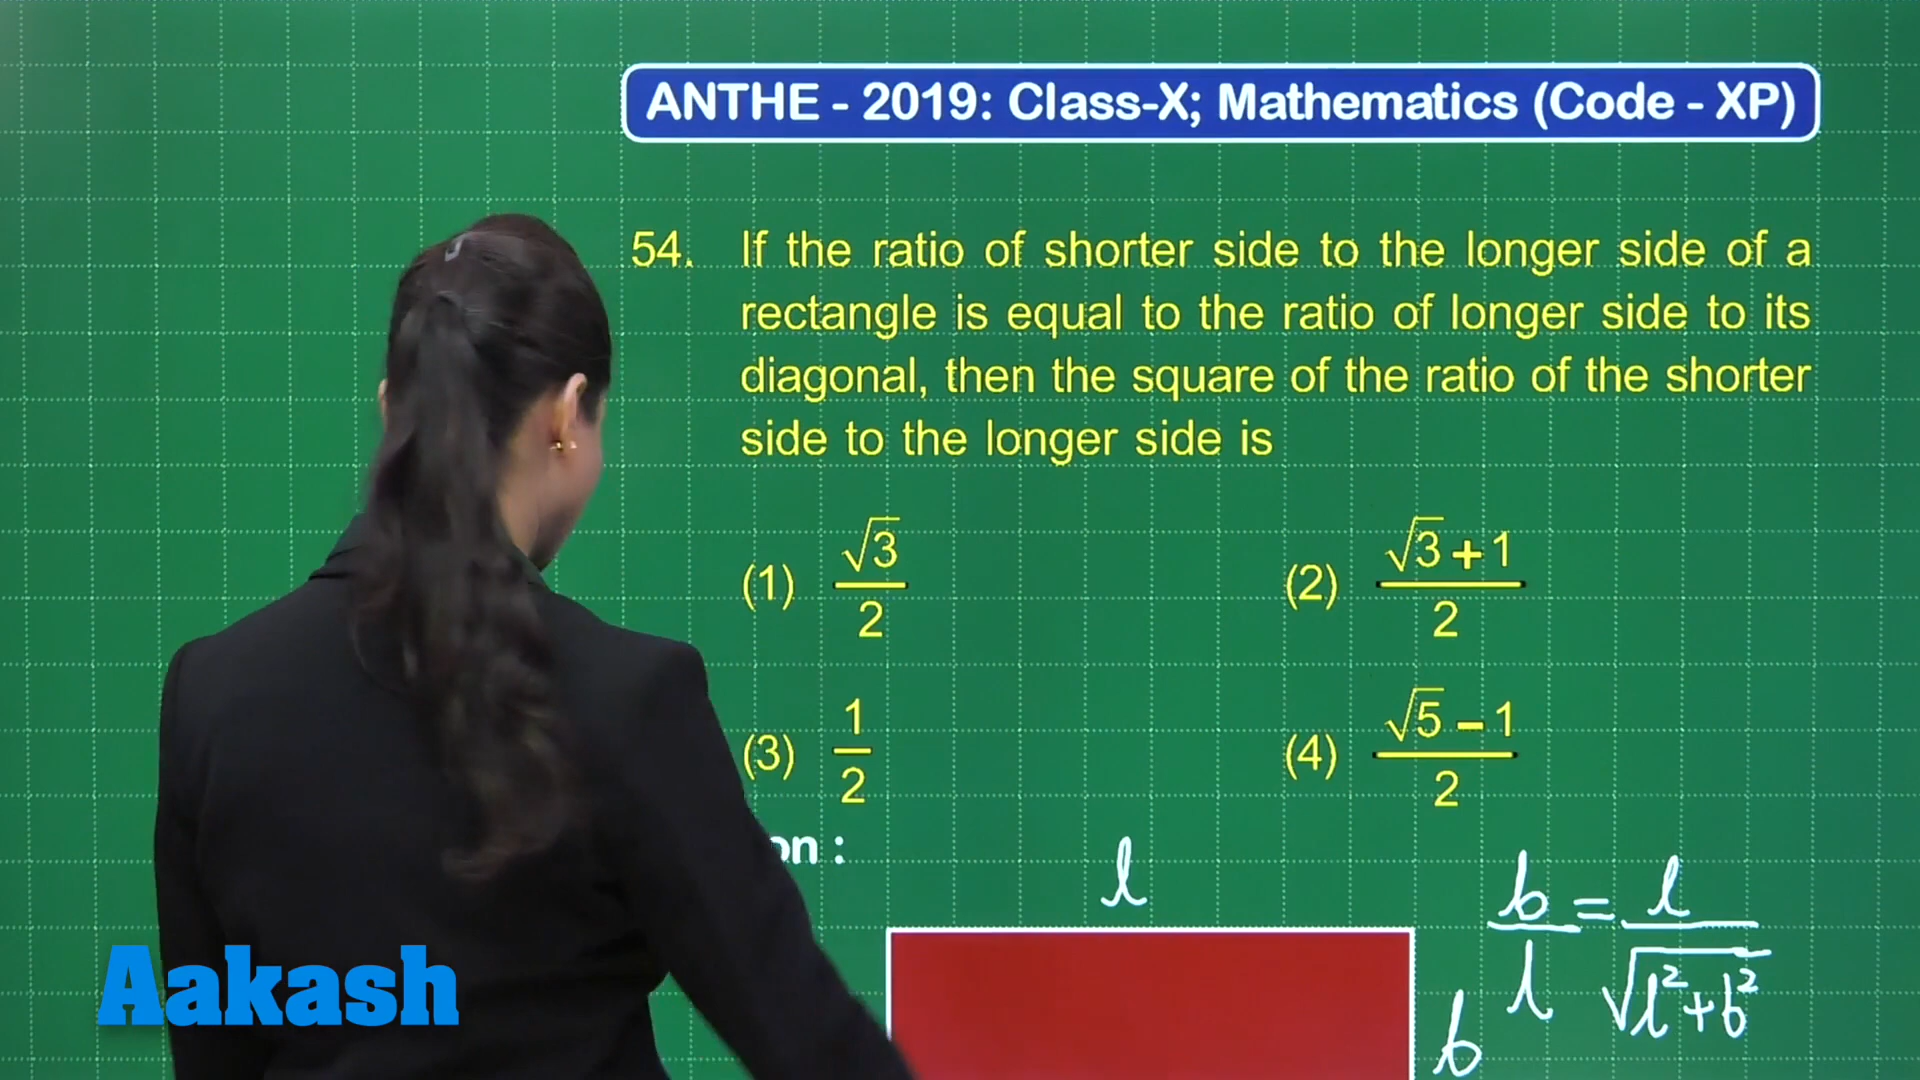 ANTHE - 2019: Class-X; Mathematics (Code - XP)
54. If the ratio of shorter side to the longer side of a
rectangle is equal to the ratio of longer side to its
diagonal, then the square of the ratio of the shorter
side to the longer side is
(1) √3/2 (2) (√3+1)/2
(3) 1/2 (4) (√5-1)/2
on :
l
b/l = l/√(l²+b²)
b
Aakash